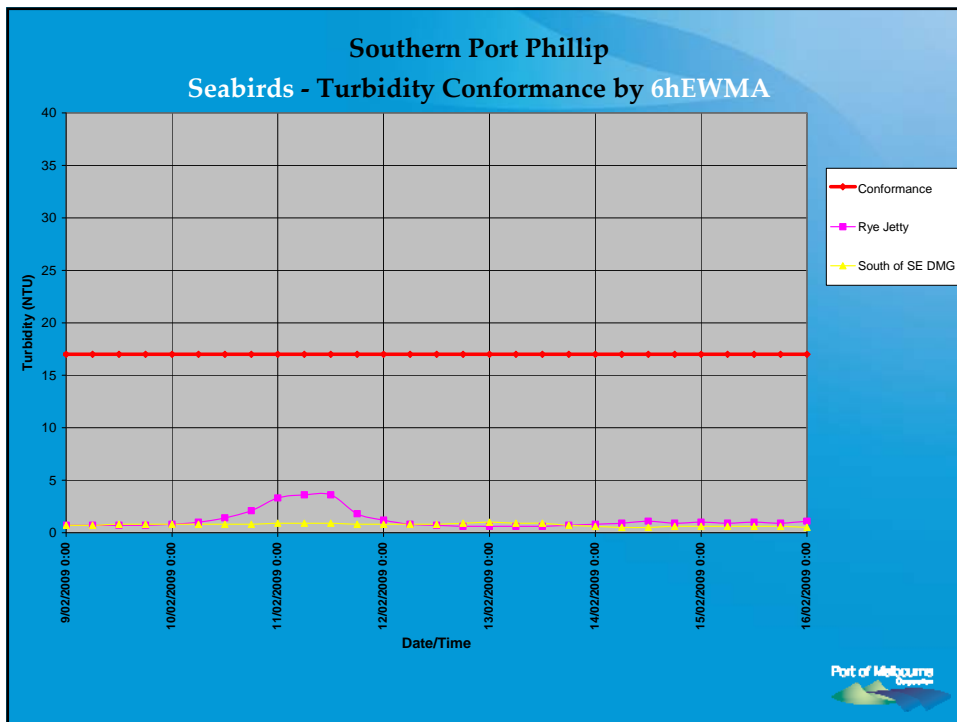 Southern Port Phillip
Seabirds - Turbidity Conformance by 6hEWMA
40
35
30
25
20
15
10
5
0
Turbidity (NTU)
9/02/2009 0:00
10/02/2009 0:00
11/02/2009 0:00
12/02/2009 0:00
13/02/2009 0:00
14/02/2009 0:00
15/02/2009 0:00
16/02/2009 0:00
Date/Time
Conformance
Rye Jetty
South of SE DMG
Port of Melbourne
Corporation